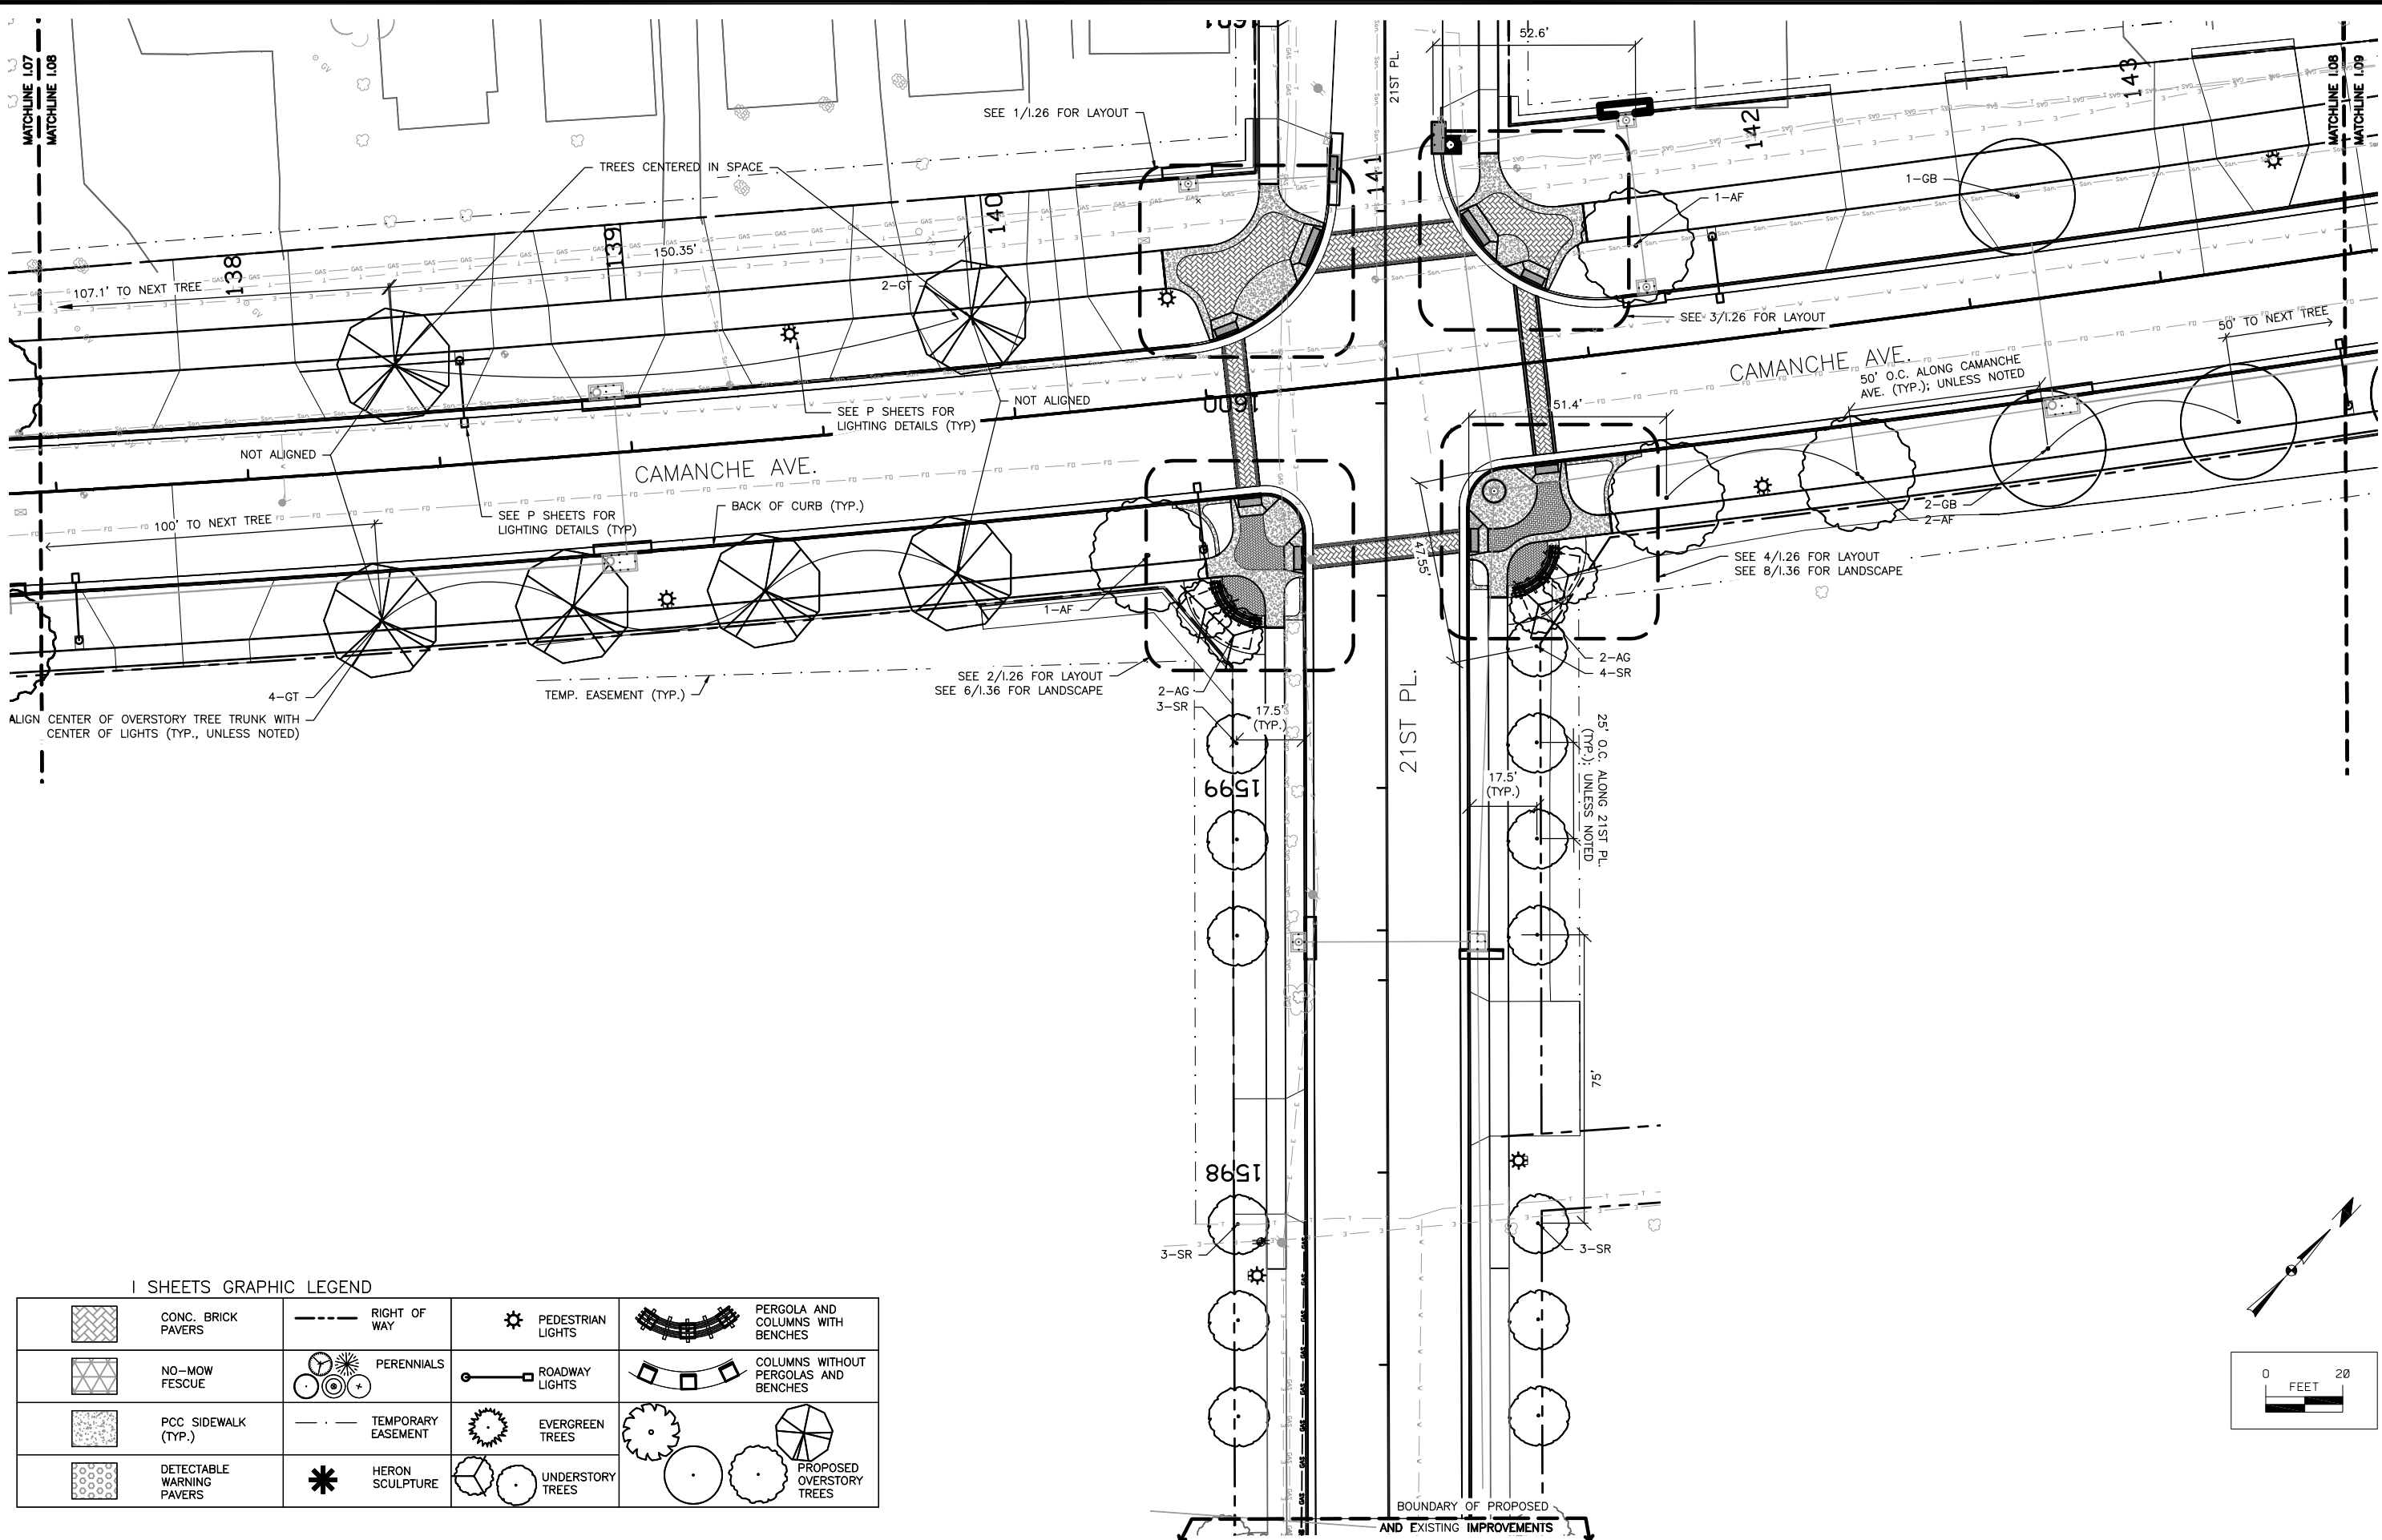 MATCHLINE I.07
MATCHLINE I.08
52.6'
21ST PL.
MATCHLINE I.08
MATCHLINE I.09
SEE 1/I.26 FOR LAYOUT
TREES CENTERED IN SPACE
138
139
140
141
142
143
1-GB
1-AF
107.1' TO NEXT TREE
150.35'
2-GT
SEE 3/I.26 FOR LAYOUT
50' TO NEXT TREE
CAMANCHE AVE.
50' O.C. ALONG CAMANCHE
AVE. (TYP.); UNLESS NOTED
51.4'
SEE P SHEETS FOR
LIGHTING DETAILS (TYP)
NOT ALIGNED
NOT ALIGNED
CAMANCHE AVE.
100' TO NEXT TREE
SEE P SHEETS FOR
LIGHTING DETAILS (TYP)
BACK OF CURB (TYP.)
47.55'
2-GB
2-AF
SEE 4/I.26 FOR LAYOUT
SEE 8/I.36 FOR LANDSCAPE
1-AF
4-GT
ALIGN CENTER OF OVERSTORY TREE TRUNK WITH
CENTER OF LIGHTS (TYP., UNLESS NOTED)
TEMP. EASEMENT (TYP.)
SEE 2/I.26 FOR LAYOUT
SEE 6/I.36 FOR LANDSCAPE
2-AG
3-SR
17.5'
(TYP.)
2-AG
4-SR
21ST PL.
25' O.C. ALONG 21ST PL.
(TYP.); UNLESS NOTED
17.5'
(TYP.)
1599
75'
1598
3-SR
3-SR
I SHEETS GRAPHIC LEGEND
CONC. BRICK
PAVERS
RIGHT OF
WAY
PEDESTRIAN
LIGHTS
PERGOLA AND
COLUMNS WITH
BENCHES
NO-MOW
FESCUE
PERENNIALS
ROADWAY
LIGHTS
COLUMNS WITHOUT
PERGOLAS AND
BENCHES
PCC SIDEWALK
(TYP.)
TEMPORARY
EASEMENT
EVERGREEN
TREES
DETECTABLE
WARNING
PAVERS
HERON
SCULPTURE
UNDERSTORY
TREES
PROPOSED
OVERSTORY
TREES
0 20
FEET
BOUNDARY OF PROPOSED
AND EXISTING IMPROVEMENTS